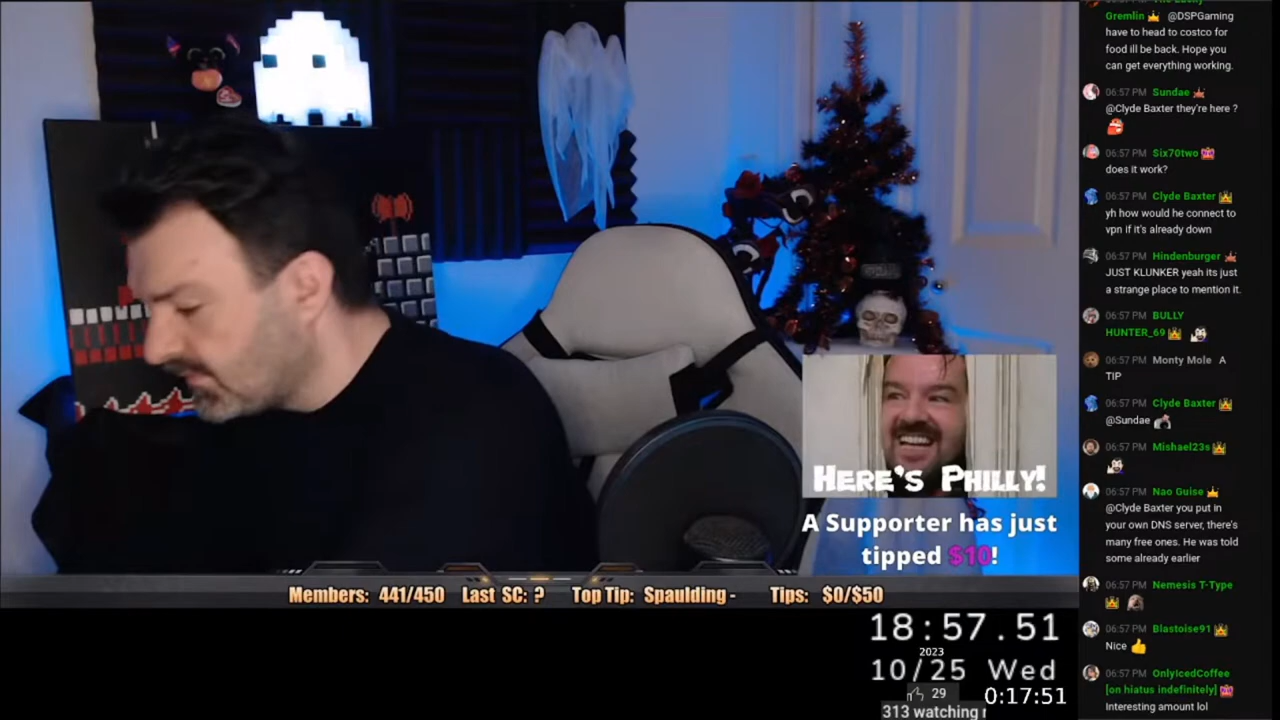 HERE'S PHILLY!
A Supporter has just
tipped $10!
Members: 441/450 Last SC: ? Top Tip: Spaulding - Tips: $0/$50
18:57.51
2023
10/25 Wed
29
0:17:51
313 watching
Gremlin @DSPGaming
have to head to costco for
food ill be back. Hope you
can get everything working.
06:57 PM Sundae
@Clyde Baxter they're here ?
06:57 PM Six70two
does it work?
06:57 PM Clyde Baxter
yh how would he connect to
vpn if it's already down
06:57 PM Hindenburger
JUST KLUNKER yeah its just
a strange place to mention it.
06:57 PM BULLY
HUNTER_69
06:57 PM Monty Mole A
TIP
06:57 PM Clyde Baxter
@Sundae
06:57 PM Mishael23s
06:57 PM Nao Guise
@Clyde Baxter you put in
your own DNS server, there's
many free ones. He was told
some already earlier
06:57 PM Nemesis T-Type
06:57 PM Blastoise91
Nice
06:57 PM OnlyIcedCoffee
[on hiatus indefinitely]
Interesting amount lol